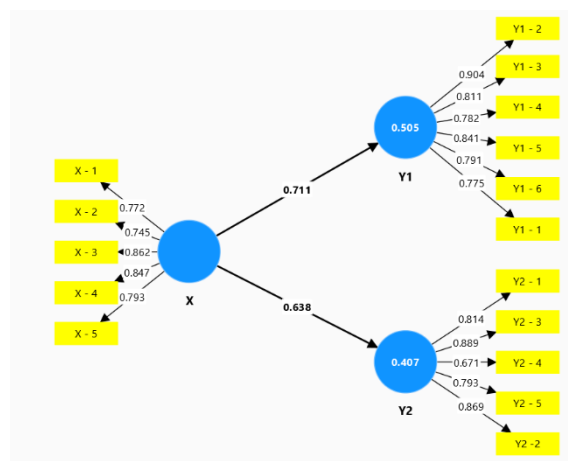 X - 1
X - 2
X - 3
X - 4
X - 5
0.772
0.745
0.862
0.847
0.793
X
0.711
0.638
0.505
Y1
0.904
0.811
0.782
0.841
0.791
0.775
Y1 - 2
Y1 - 3
Y1 - 4
Y1 - 5
Y1 - 6
Y1 - 1
0.407
Y2
0.814
0.889
0.671
0.793
0.869
Y2 - 1
Y2 - 3
Y2 - 4
Y2 - 5
Y2 -2